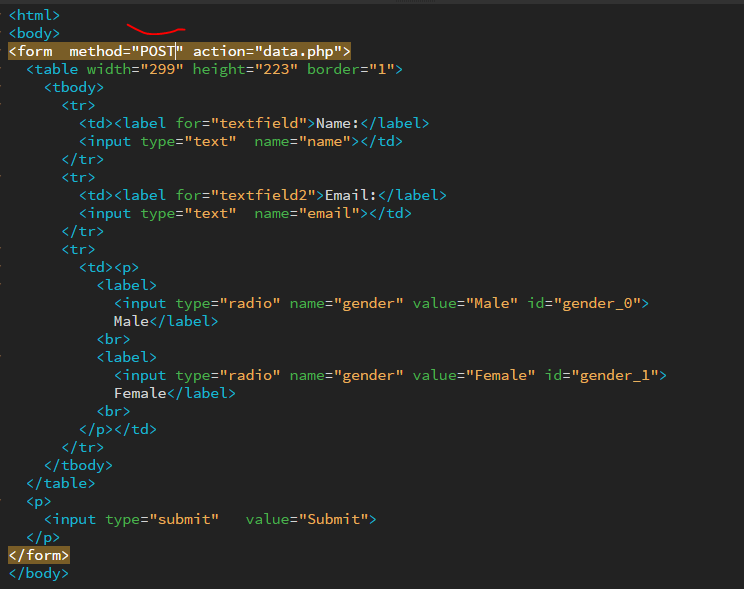 <html>
<body>
<form  method="POST" action="data.php">
<table width="299" height="223" border="1">
<tbody>
<tr>
<td><label for="textfield">Name:</label>
<input type="text"  name="name"></td>
</tr>
<tr>
<td><label for="textfield2">Email:</label>
<input type="text"  name="email"></td>
</tr>
<tr>
<td><p>
<label>
<input type="radio" name="gender" value="Male" id="gender_0">
Male</label>
<br>
<label>
<input type="radio" name="gender" value="Female" id="gender_1">
Female</label>
<br>
</p></td>
</tr>
</tbody>
</table>
<p>
<input type="submit"   value="Submit">
</p>
</form>
</body>